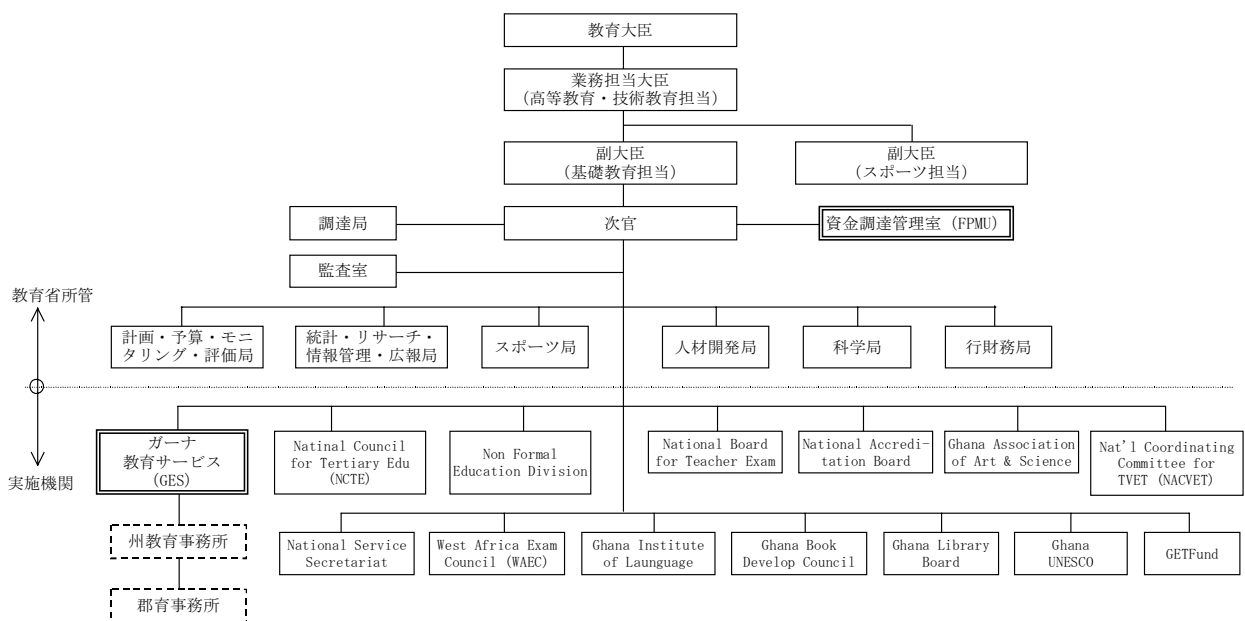 教育大臣
業務担当大臣
(高等教育・技術教育担当)
副大臣
(基礎教育担当)
副大臣
(スポーツ担当)
調達局
次官
資金調達管理室 (FPMU)
監査室
教育省所管
計画・予算・モニ
タリング・評価局
統計・リサーチ・
情報管理・広報局
スポーツ局
人材開発局
科学局
行財務局
実施機関
ガーナ
教育サービス
(GES)
Natinal Council
for Tertiary Edu
(NCTE)
Non Formal
Education Division
National Board
for Teacher Exam
National Accredi-
tation Board
Ghana Association
of Art & Science
Nat'l Coordinating
Committee for
TVET (NACVET)
州教育事務所
郡育事務所
National Service
Secretariat
West Africa Exam
Council (WAEC)
Ghana Institute
of Launguage
Ghana Book
Develop Council
Ghana Library
Board
Ghana
UNESCO
GETFund